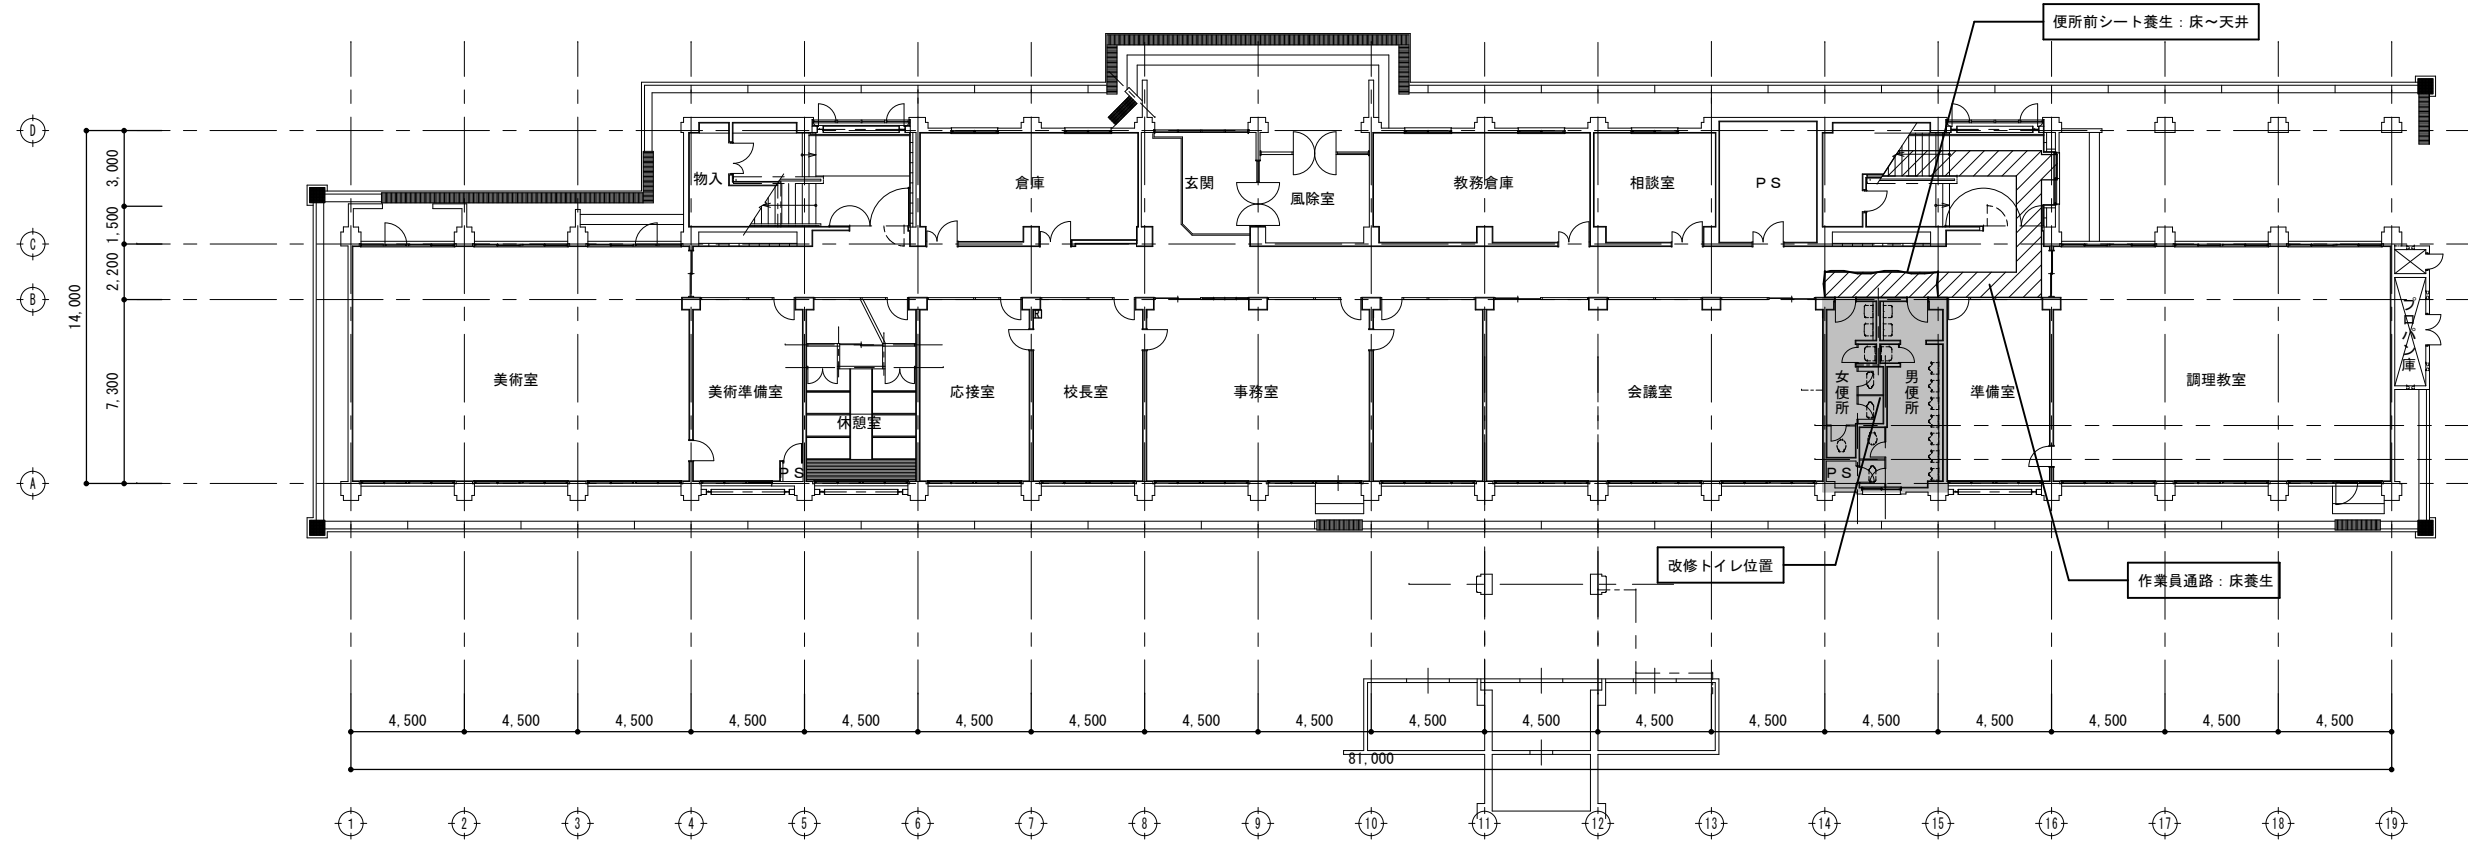 便所前シート養生：床～天井
D
C
B
A
3,000
1,500
2,200
7,300
14,000
物入
倉庫
玄関
風除室
教務倉庫
相談室
ＰＳ
美術室
美術準備室
ＰＳ
休憩室
応接室
校長室
事務室
会議室
女便所
男便所
ＰＳ
準備室
調理教室
プロパン庫
改修トイレ位置
作業員通路：床養生
4,500 4,500 4,500 4,500 4,500 4,500 4,500 4,500 4,500 4,500 4,500 4,500 4,500 4,500 4,500 4,500 4,500 4,500
81,000
1 2 3 4 5 6 7 8 9 10 11 12 13 14 15 16 17 18 19